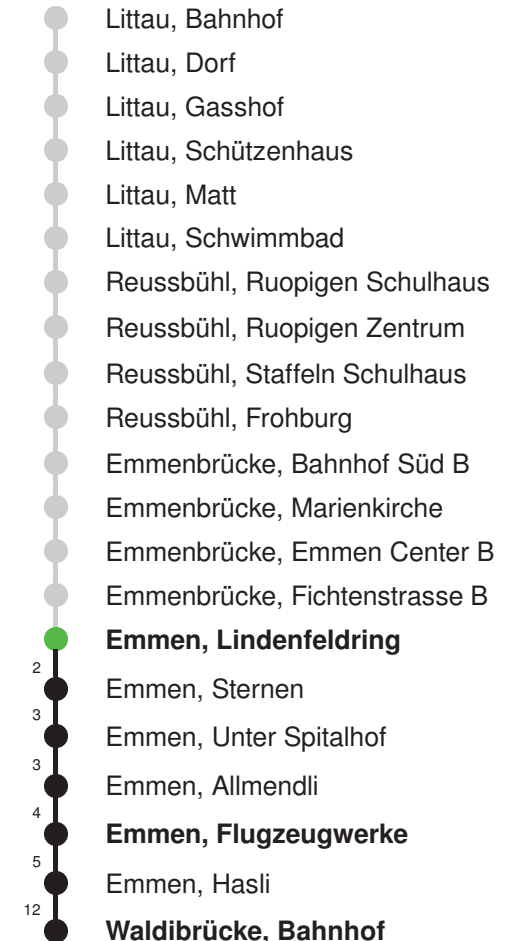 Littau, Bahnhof
Littau, Dorf
Littau, Gasshof
Littau, Schützenhaus
Littau, Matt
Littau, Schwimmbad
Reussbühl, Ruopigen Schulhaus
Reussbühl, Ruopigen Zentrum
Reussbühl, Staffeln Schulhaus
Reussbühl, Frohburg
Emmenbrücke, Bahnhof Süd B
Emmenbrücke, Marienkirche
Emmenbrücke, Emmen Center B
Emmenbrücke, Fichtenstrasse B
Emmen, Lindenfeldring
2 Emmen, Sternen
3 Emmen, Unter Spitalhof
3 Emmen, Allmendli
4 Emmen, Flugzeugwerke
5 Emmen, Hasli
12 Waldibrücke, Bahnhof